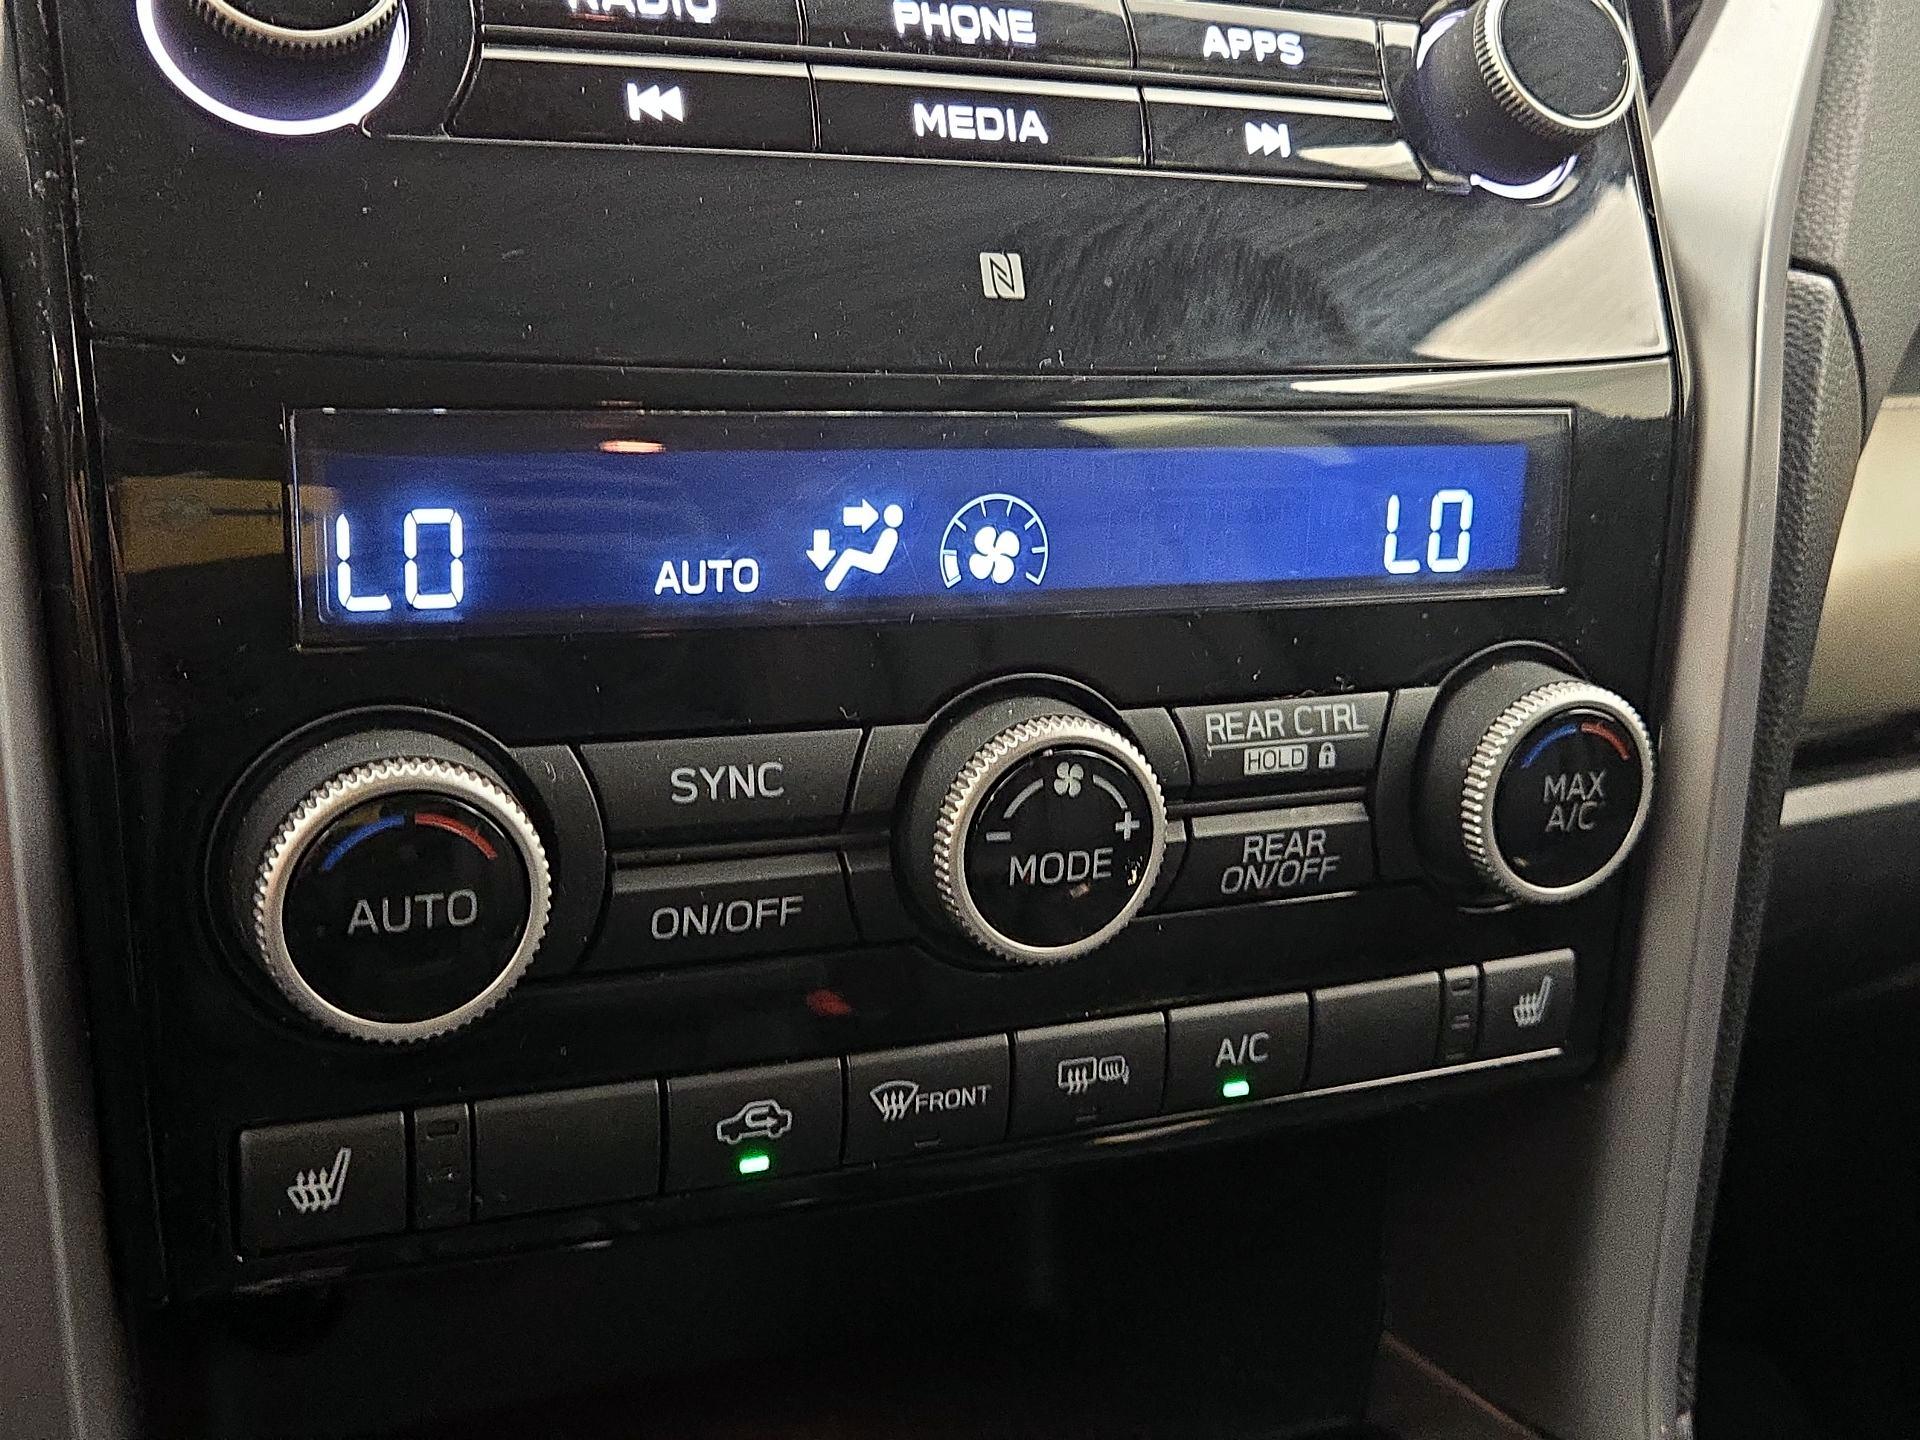 RADIO PHONE APPS
MEDIA
LO AUTO LO
SYNC
REAR CTRL
HOLD
MAX
A/C
MODE
REAR
ON/OFF
AUTO
ON/OFF
FRONT
A/C